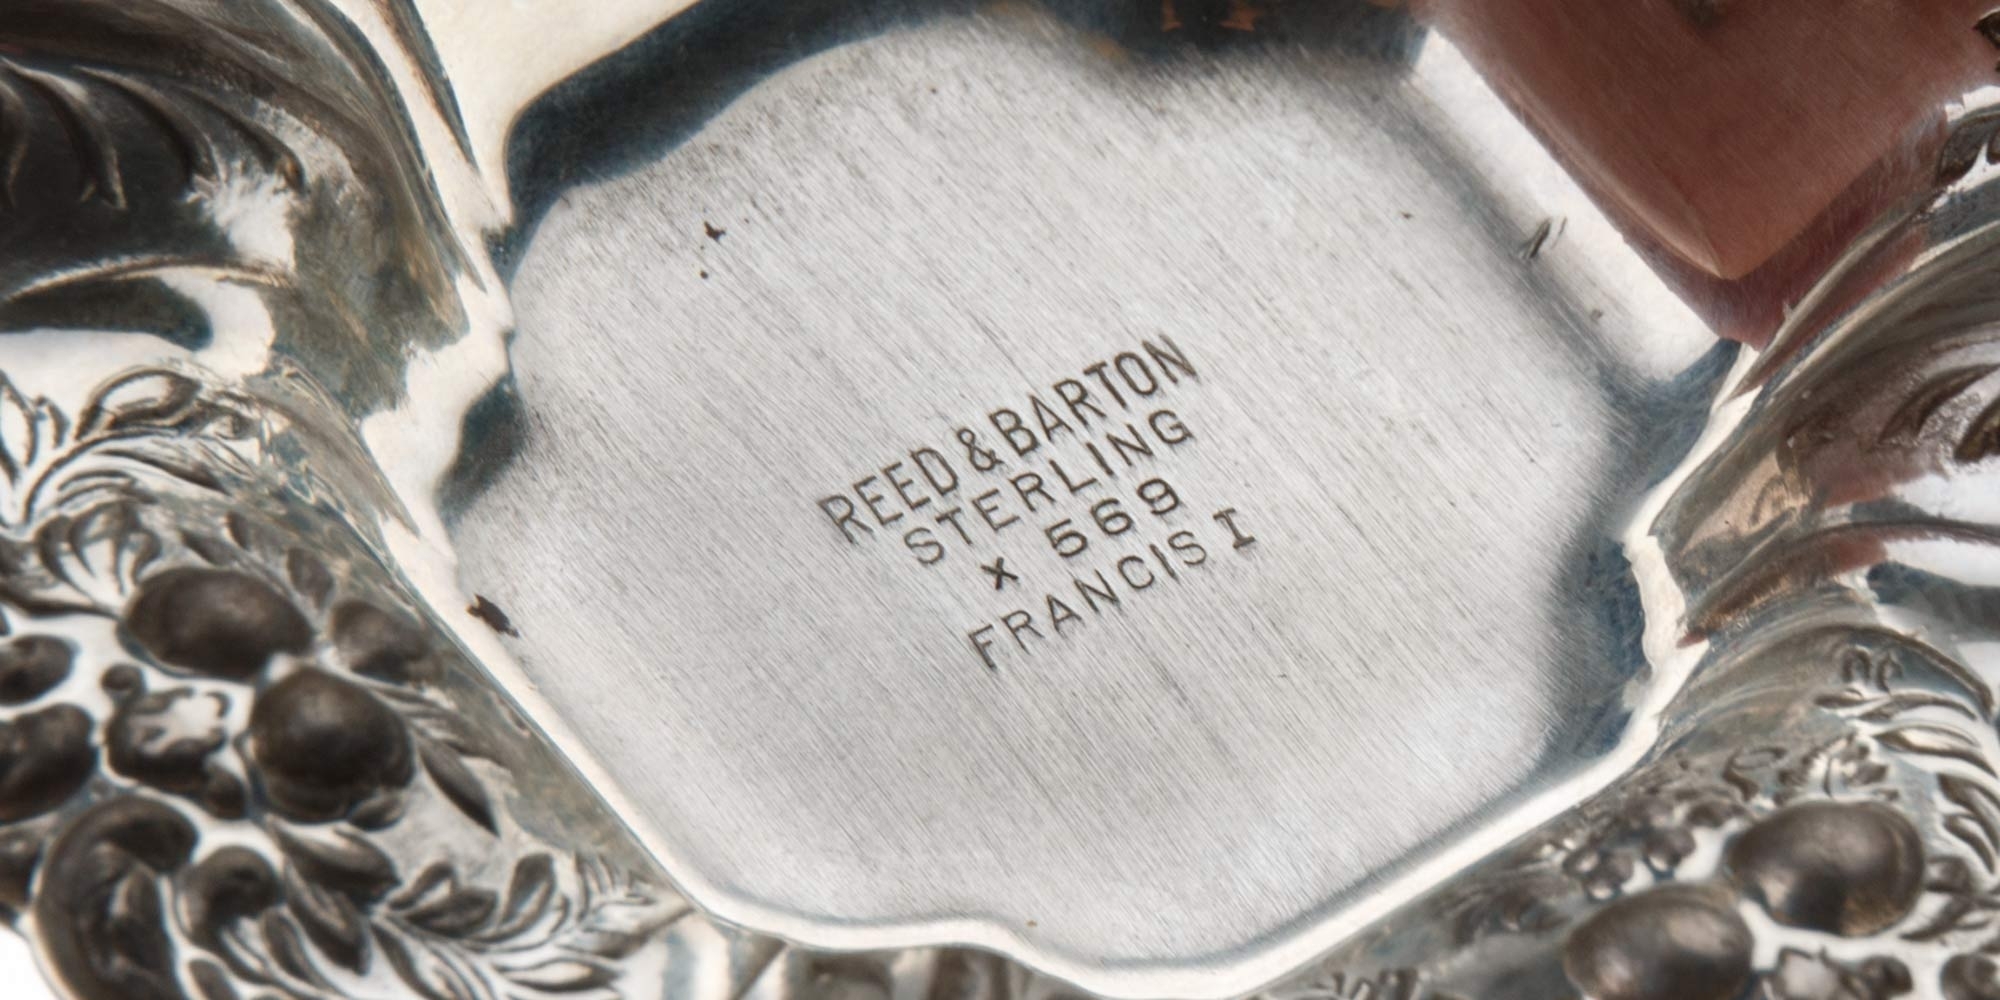 REED & BARTON
STERLING
x 569
FRANCIS I